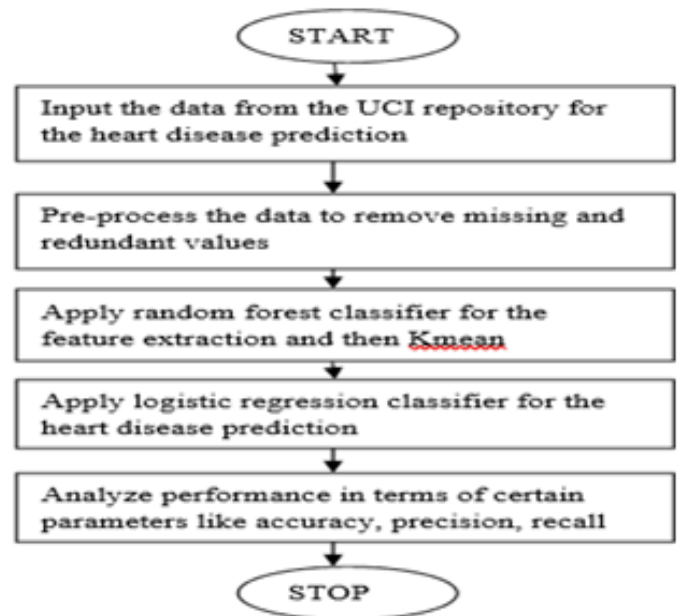 START
Input the data from the UCI repository for
the heart disease prediction
Pre-process the data to remove missing and
redundant values
Apply random forest classifier for the
feature extraction and then Kmean
Apply logistic regression classifier for the
heart disease prediction
Analyze performance in terms of certain
parameters like accuracy, precision, recall
STOP